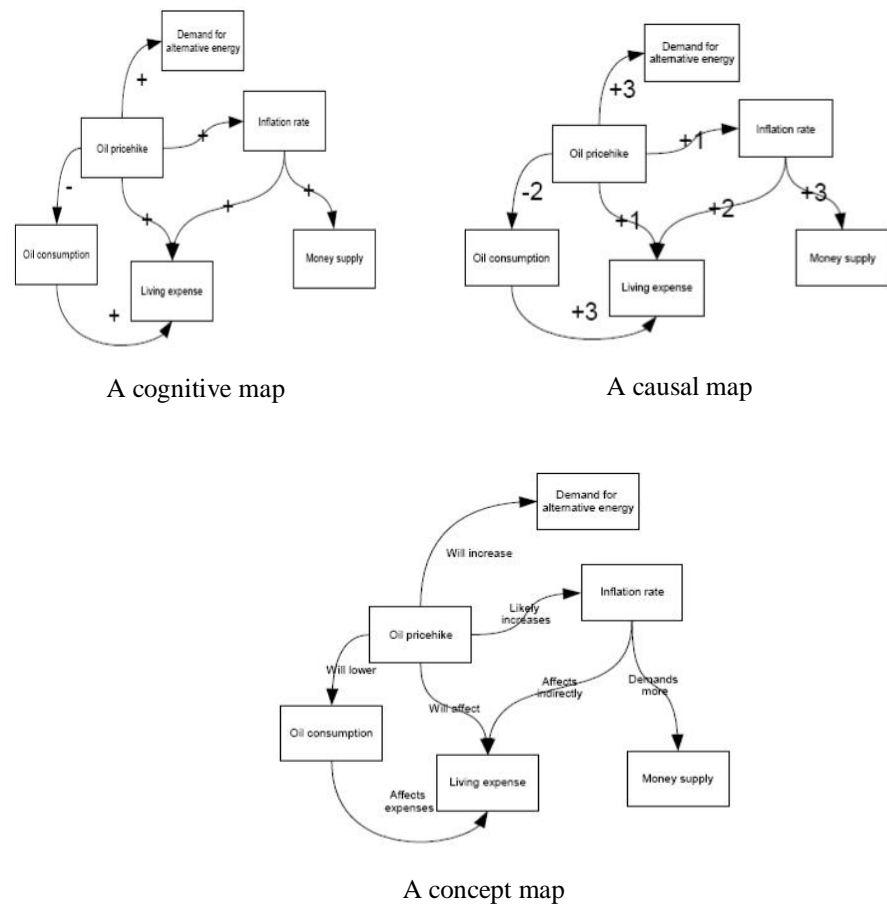 Demand for
alternative energy
+
Oil pricehike
+
Inflation rate
-
+
+
+
Oil consumption
Living expense
Money supply
+
A cognitive map
Demand for
alternative energy
+3
Oil pricehike
+1
Inflation rate
-2
+1
+2
+3
Oil consumption
Living expense
Money supply
+3
A causal map
Demand for
alternative energy
Will increase
Oil pricehike
Likely
increases
Inflation rate
Will lower
Will affect
Affects
indirectly
Demands
more
Oil consumption
Living expense
Money supply
Affects
expenses
A concept map